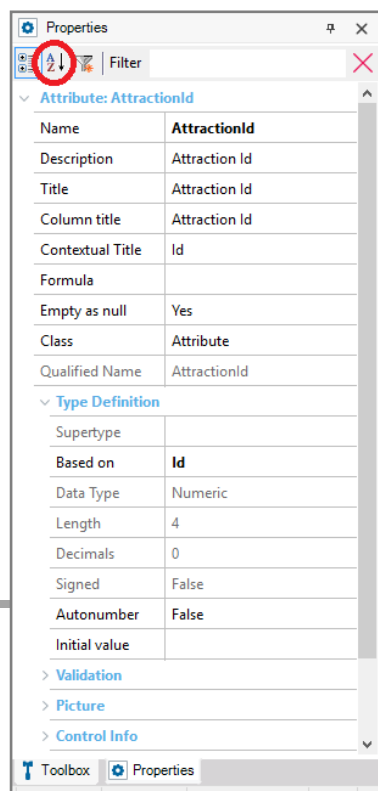 Properties
A Z Filter
Attribute: AttractionId
Name AttractionId
Description Attraction Id
Title Attraction Id
Column title Attraction Id
Contextual Title Id
Formula
Empty as null Yes
Class Attribute
Qualified Name AttractionId
Type Definition
Supertype
Based on Id
Data Type Numeric
Length 4
Decimals 0
Signed False
Autonumber False
Initial value
Validation
Picture
Control Info
Toolbox Properties